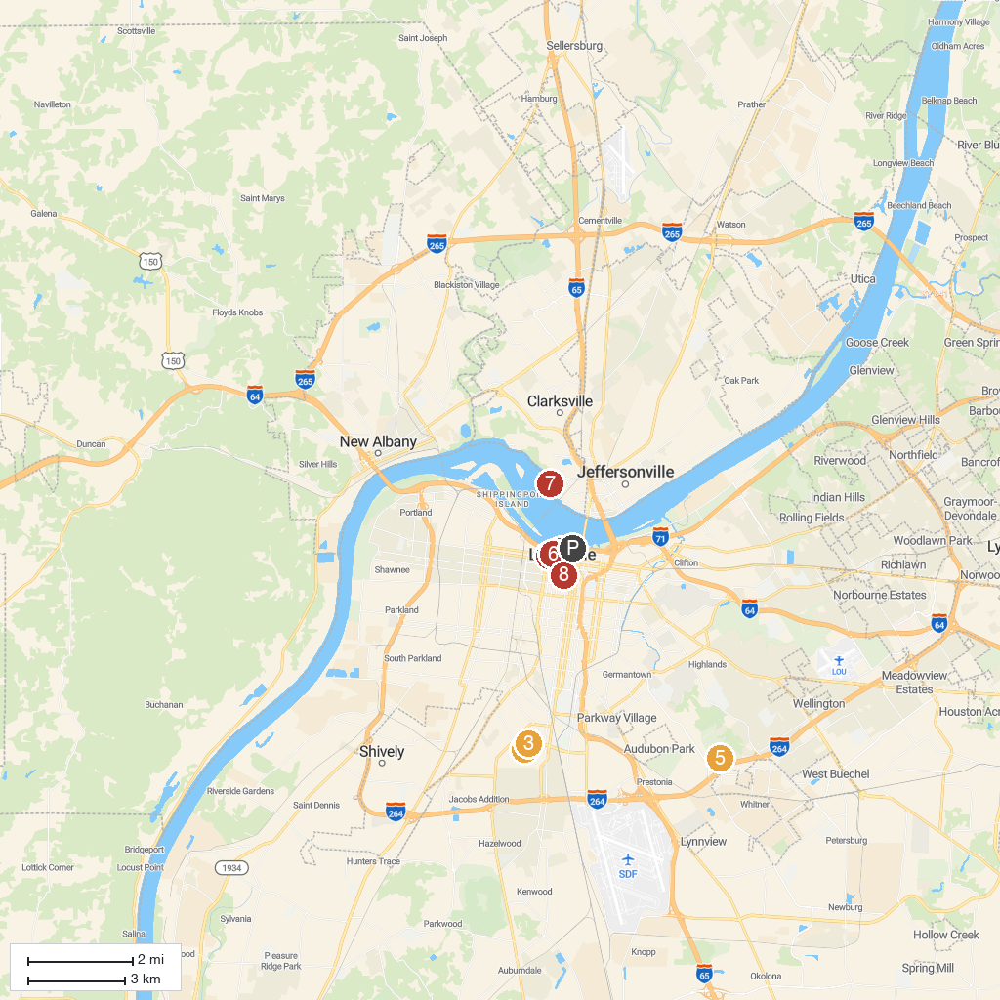 Scottsville
Saint Joseph
Harmony Village
Sellersburg
Oldham Acres
Navilleton
Hamburg
Prather
Belknap Beach
River Ridge
River Blu
Longview Beach
Saint Marys
Beechland Beach
Galena
Cementville
Watson
265
265
265
Prospect
150
Blackiston Village
65
Utica
Floyds Knobs
Goose Creek
Green Sprin
150
Glenview
265
64
Oak Park
Clarksville
Glenview Hills
Duncan
New Albany
Northfield
Silver Hills
Riverwood
Jeffersonville
7
SHIPPINGPO
ISLAND
Indian Hills
Graymoor-
Devondale
Portland
Rolling Fields
71
Woodlawn Park
P
6
8
Shawnee
Clifton
Richlawn
Norwoo
Norbourne Estates
Parkland
64
64
South Parkland
Highlands
LOU
Germantown
Meadowview
Estates
Buchanan
Wellington
Houston Acr
Parkway Village
3
Shively
Audubon Park
5
264
West Buechel
Prestonia
Riverside Gardens
Saint Dennis
Jacobs Addition
264
264
Whitner
Hazelwood
Lynnview
Petersburg
Bridgeport
Lottick Corner
Locust Point
1934
Hunters Trace
SDF
Kenwood
Newburg
Sylvania
Parkwood
Salina
Hollow Creek
Pleasure
Ridge Park
Knopp
Auburndale
65
Okolona
Spring Mill
2 mi
3 km